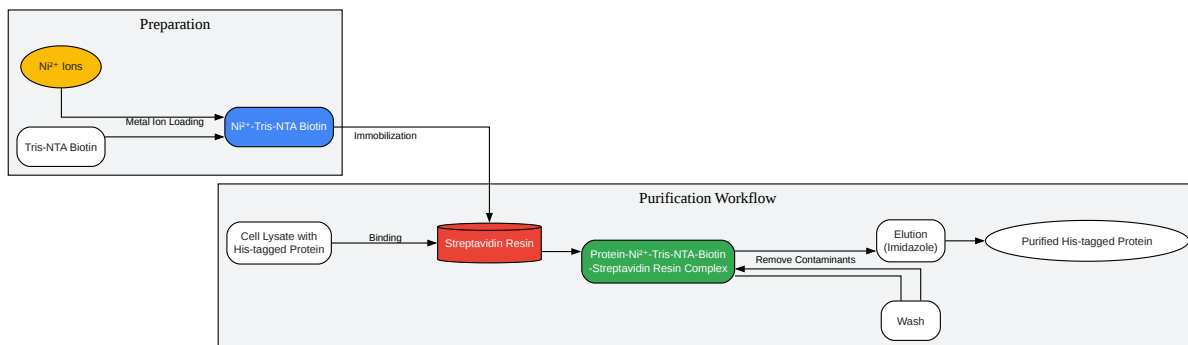 Preparation
Ni²⁺ Ions
Metal Ion Loading
Ni²⁺-Tris-NTA Biotin
Tris-NTA Biotin
Immobilization
Purification Workflow
Cell Lysate with
His-tagged Protein
Binding
Streptavidin Resin
Protein-Ni²⁺-Tris-NTA-Biotin
-Streptavidin Resin Complex
Remove Contaminants
Elution
(Imidazole)
Purified His-tagged Protein
Wash